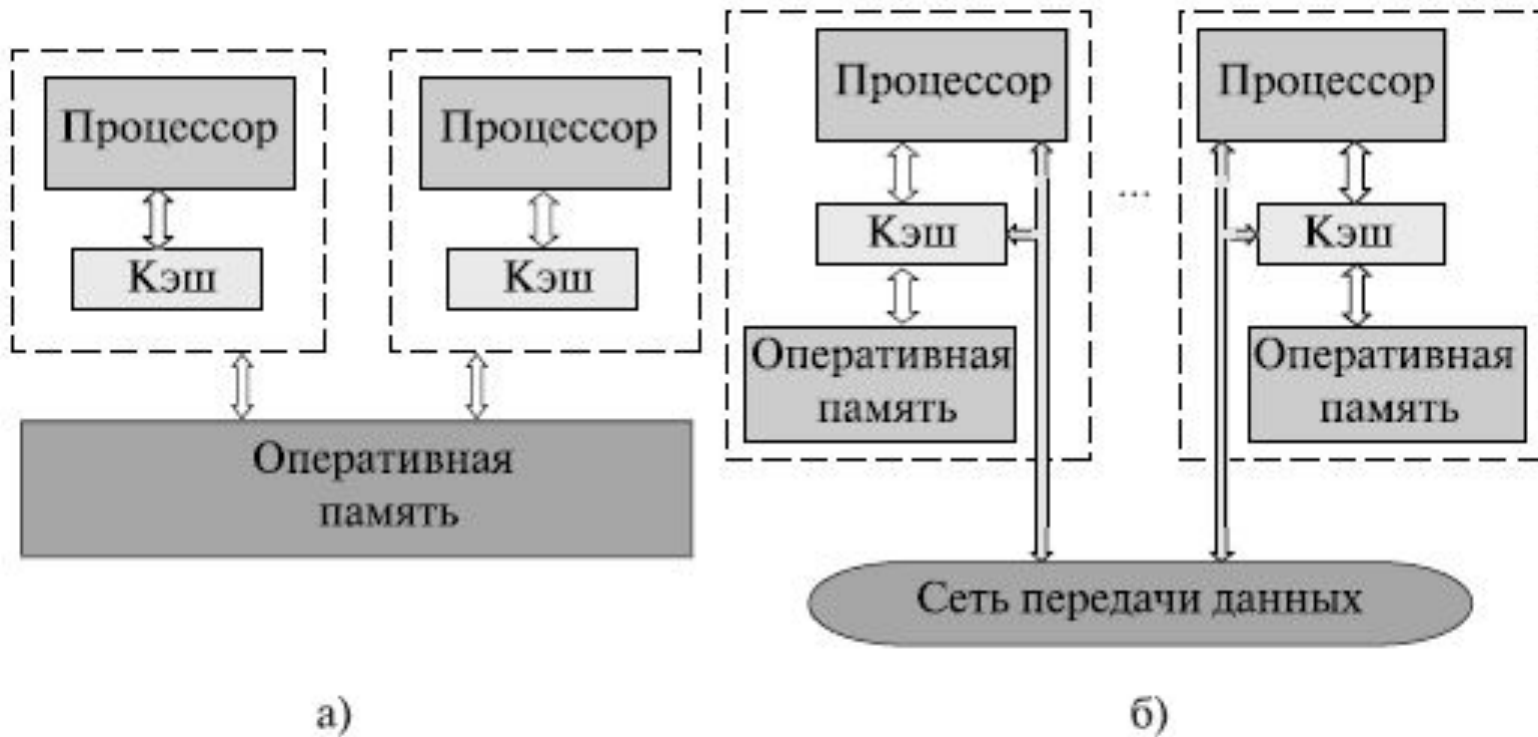 Процессор
Кэш
Процессор
Кэш
Оперативная
память
а)
Процессор
Кэш
Оперативная
память
...
Процессор
Кэш
Оперативная
память
Сеть передачи данных
б)